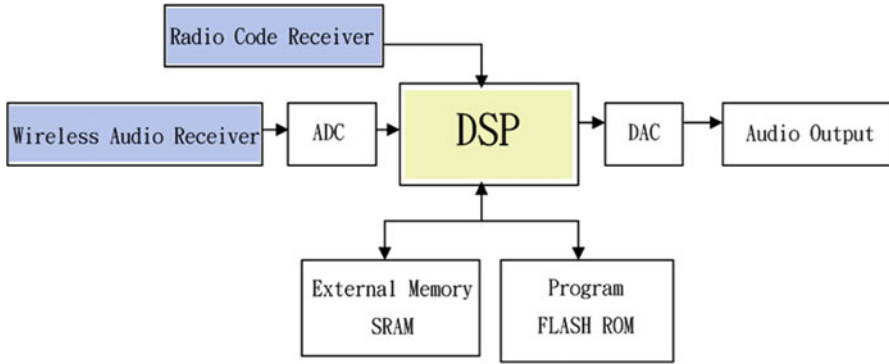 Radio Code Receiver
Wireless Audio Receiver
ADC
DSP
DAC
Audio Output
External Memory
SRAM
Program
FLASH ROM